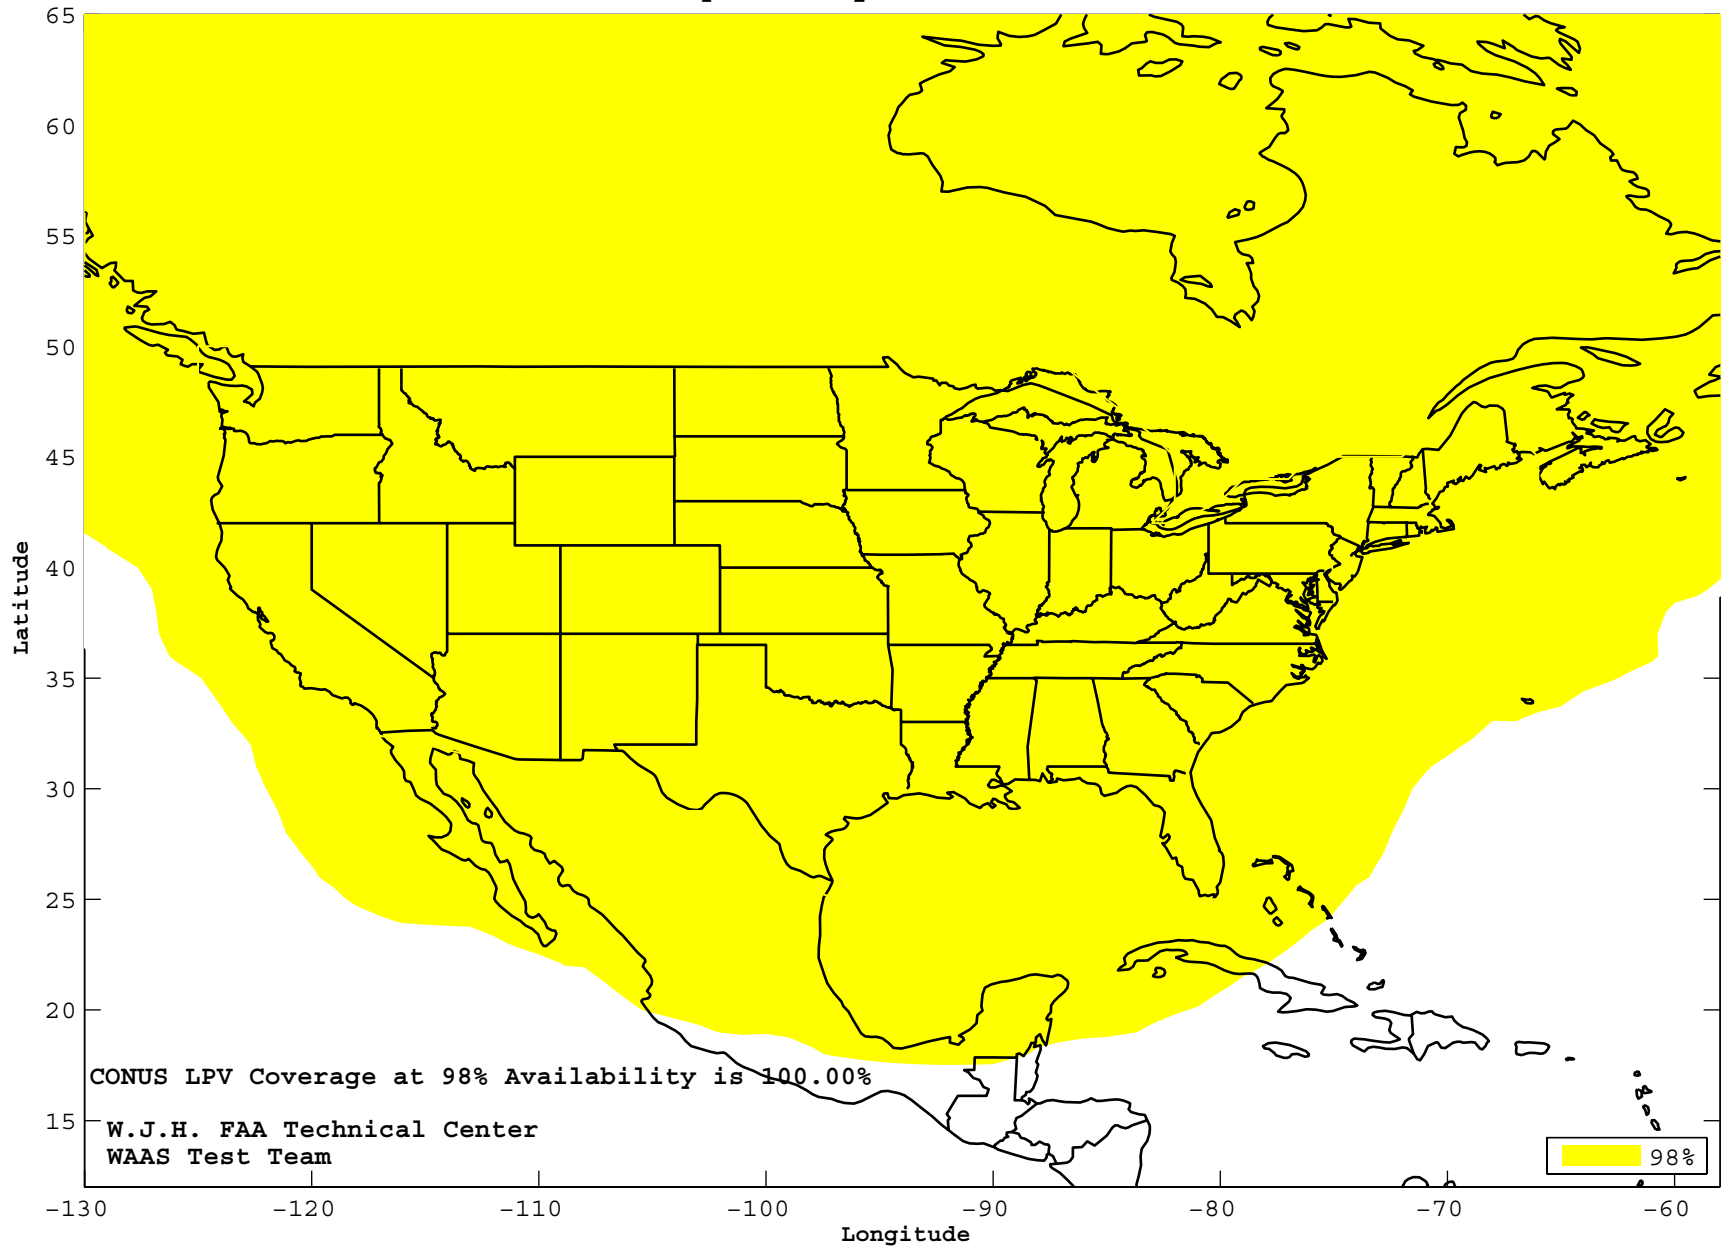 65
60
55
50
45
40
35
30
25
20
15
Latitude
CONUS LPV Coverage at 98% Availability is 100.00%
W.J.H. FAA Technical Center
WAAS Test Team
98%
-130 -120 -110 -100 -90 -80 -70 -60
Longitude